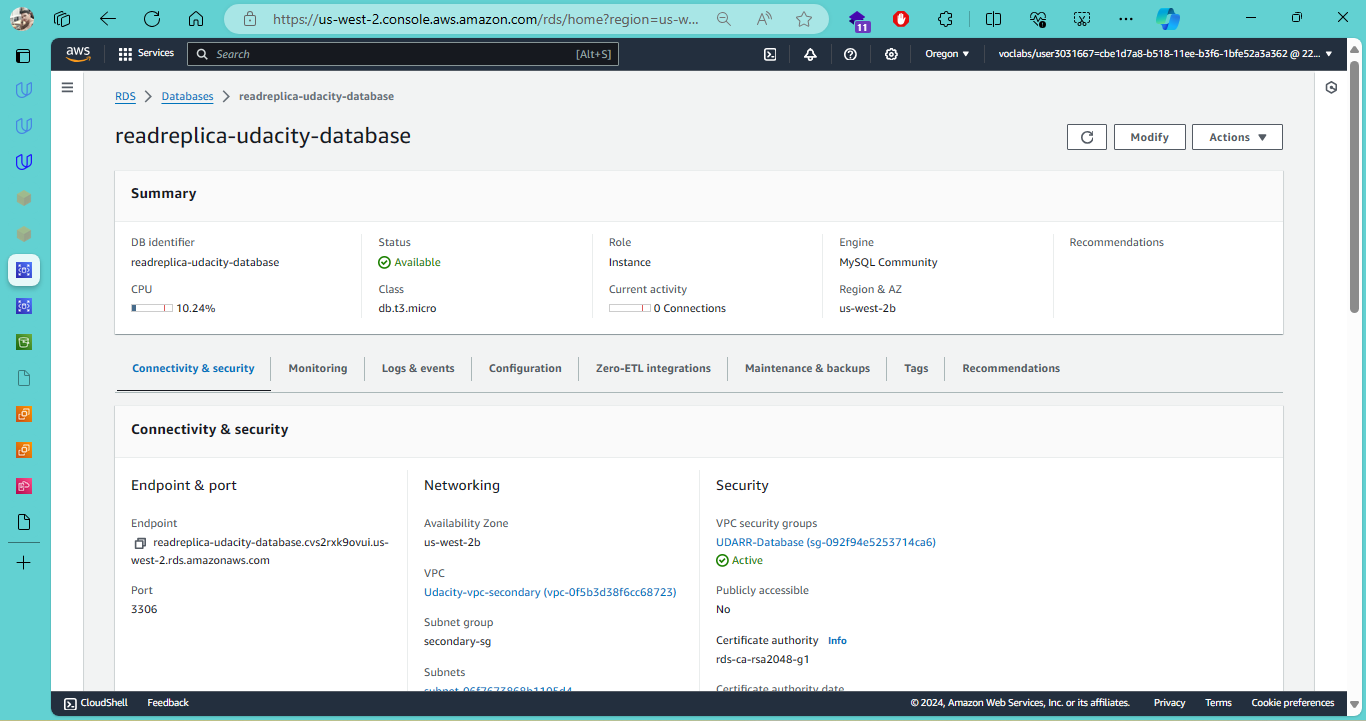 https://us-west-2.console.aws.amazon.com/rds/home?region=us-w...
A
11
aws
Services
Search
[Alt+S]
Oregon
voclabs/user3031667=cbe1d7a8-b518-11ee-b3f6-1bfe52a3a362 @ 22...
RDS > Databases > readreplica-udacity-database
readreplica-udacity-database
Modify
Actions
Summary
DB identifier
readreplica-udacity-database
Status
Available
Role
Instance
Engine
MySQL Community
Recommendations
CPU
10.24%
Class
db.t3.micro
Current activity
0 Connections
Region & AZ
us-west-2b
Connectivity & security
Monitoring
Logs & events
Configuration
Zero-ETL integrations
Maintenance & backups
Tags
Recommendations
Connectivity & security
Endpoint & port
Endpoint
readreplica-udacity-database.cvs2rxk9ovui.us-
west-2.rds.amazonaws.com
Port
3306
Networking
Availability Zone
us-west-2b
VPC
Udacity-vpc-secondary (vpc-0f5b3d38f6cc68723)
Subnet group
secondary-sg
Subnets
subnet-06f7623868b1105d4
Security
VPC security groups
UDARR-Database (sg-092f94e5253714ca6)
Active
Publicly accessible
No
Certificate authority Info
rds-ca-rsa2048-g1
Certificate authority date
CloudShell
Feedback
© 2024, Amazon Web Services, Inc. or its affiliates.
Privacy
Terms
Cookie preferences